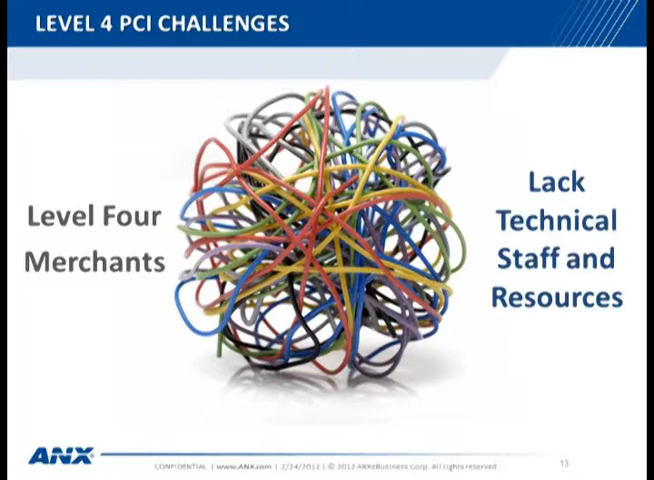 LEVEL 4 PCI CHALLENGES
Level Four
Merchants
Lack
Technical
Staff and
Resources
ANX
CONFIDENTIAL | www.ANX.com | 2/24/2012 | © 2012 ANXeBusiness Corp. All rights reserved
13